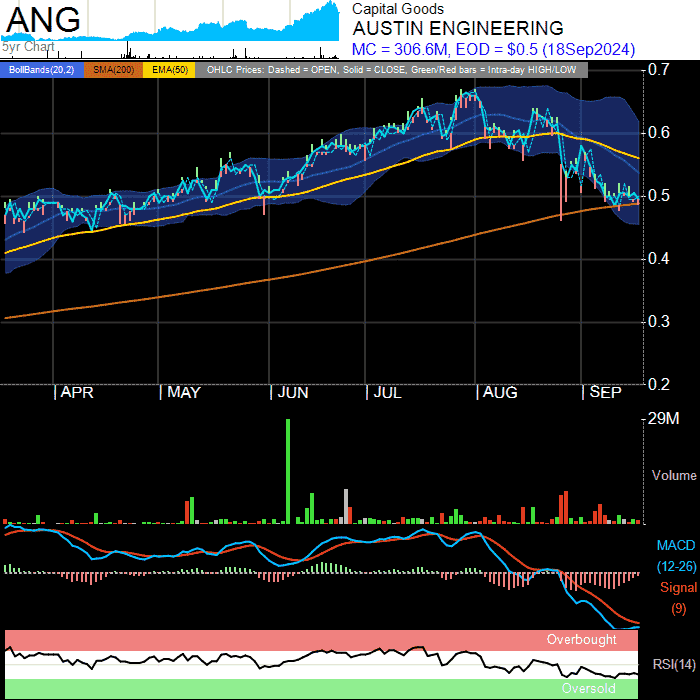 ANG
5yr Chart
Capital Goods
AUSTIN ENGINEERING
MC = 306.6M, EOD = $0.5 (18Sep2024)
BollBands(20,2) SMA(200) EMA(50) OHLC Prices: Dashed = OPEN, Solid = CLOSE, Green/Red bars = Intra-day HIGH/LOW
0.7
0.6
0.5
0.4
0.3
0.2
APR MAY JUN JUL AUG SEP
29M
Volume
MACD
(12-26)
Signal
(9)
Overbought
RSI(14)
Oversold